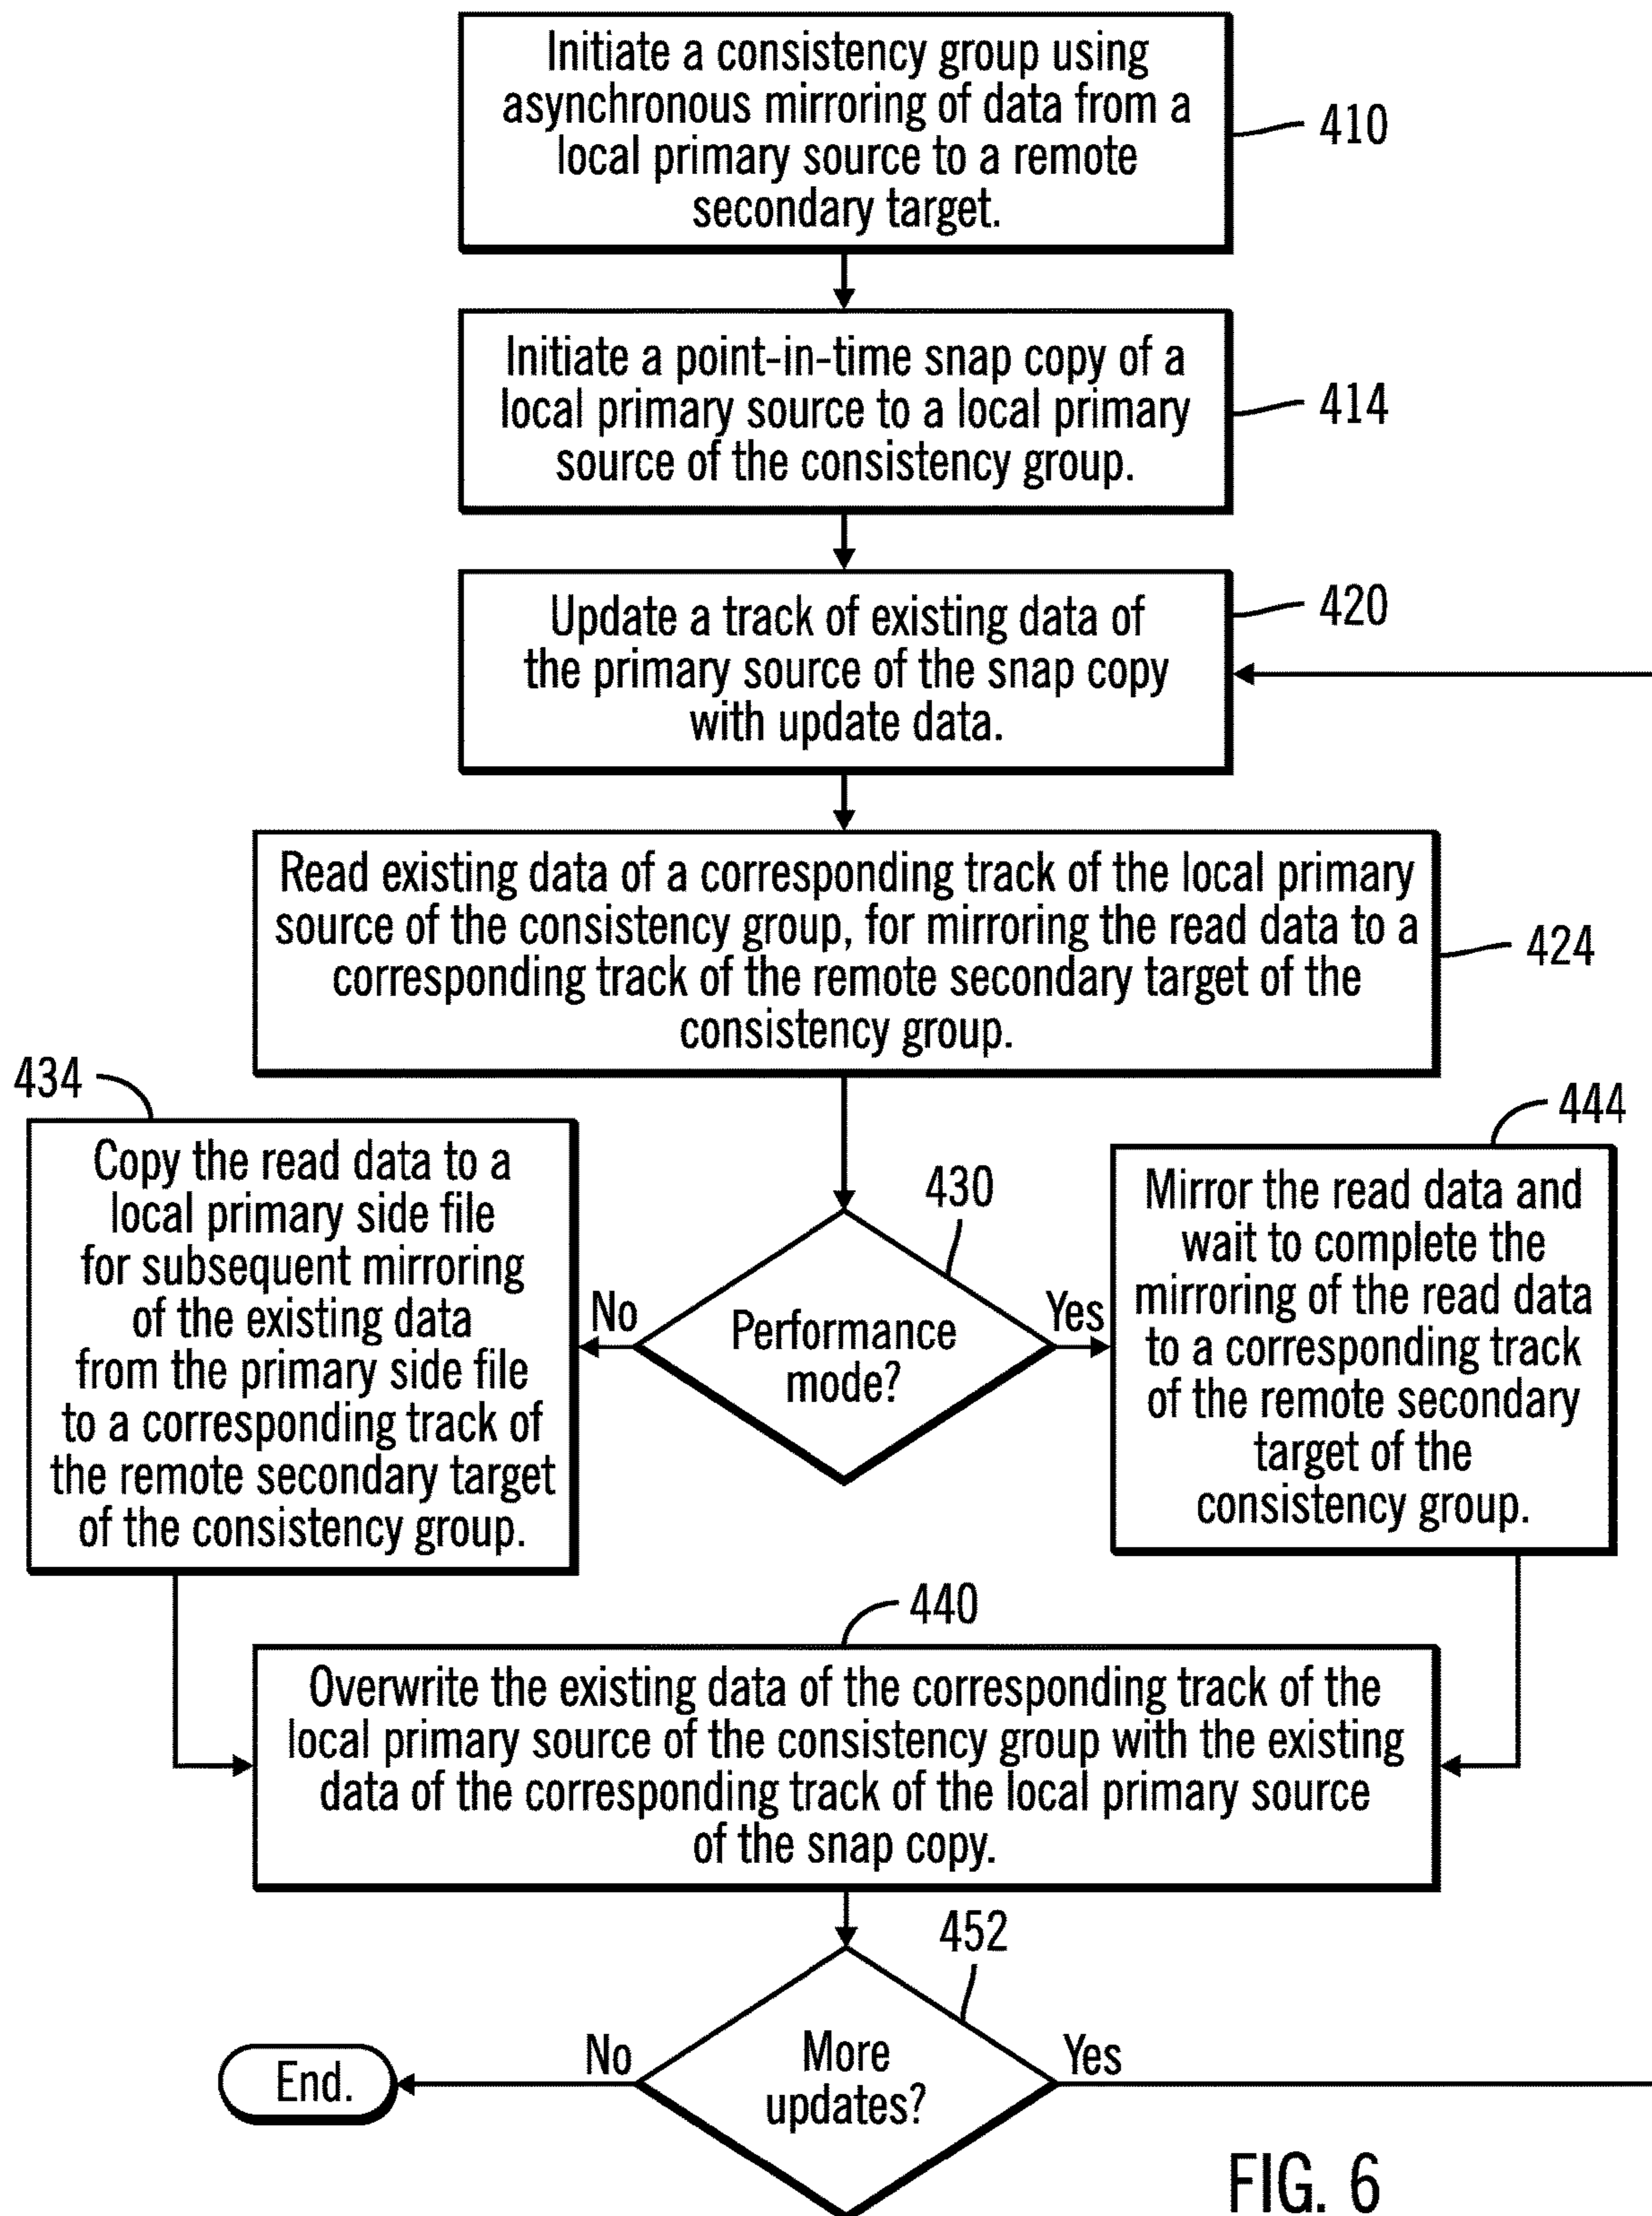 Initiate a consistency group using
asynchronous mirroring of data from a
local primary source to a remote
secondary target.
410
Initiate a point-in-time snap copy of a
local primary source to a local primary
source of the consistency group.
414
Update a track of existing data of
the primary source of the snap copy
with update data.
420
Read existing data of a corresponding track of the local primary
source of the consistency group, for mirroring the read data to a
corresponding track of the remote secondary target of the
consistency group.
424
434
Copy the read data to a
local primary side file
for subsequent mirroring
of the existing data
from the primary side file
to a corresponding track of
the remote secondary target
of the consistency group.
430
No
Performance
mode?
Yes
444
Mirror the read data and
wait to complete the
mirroring of the read data
to a corresponding track
of the remote secondary
target of the
consistency group.
440
Overwrite the existing data of the corresponding track of the
local primary source of the consistency group with the existing
data of the corresponding track of the local primary source
of the snap copy.
452
End.
No
More
updates?
Yes
FIG. 6